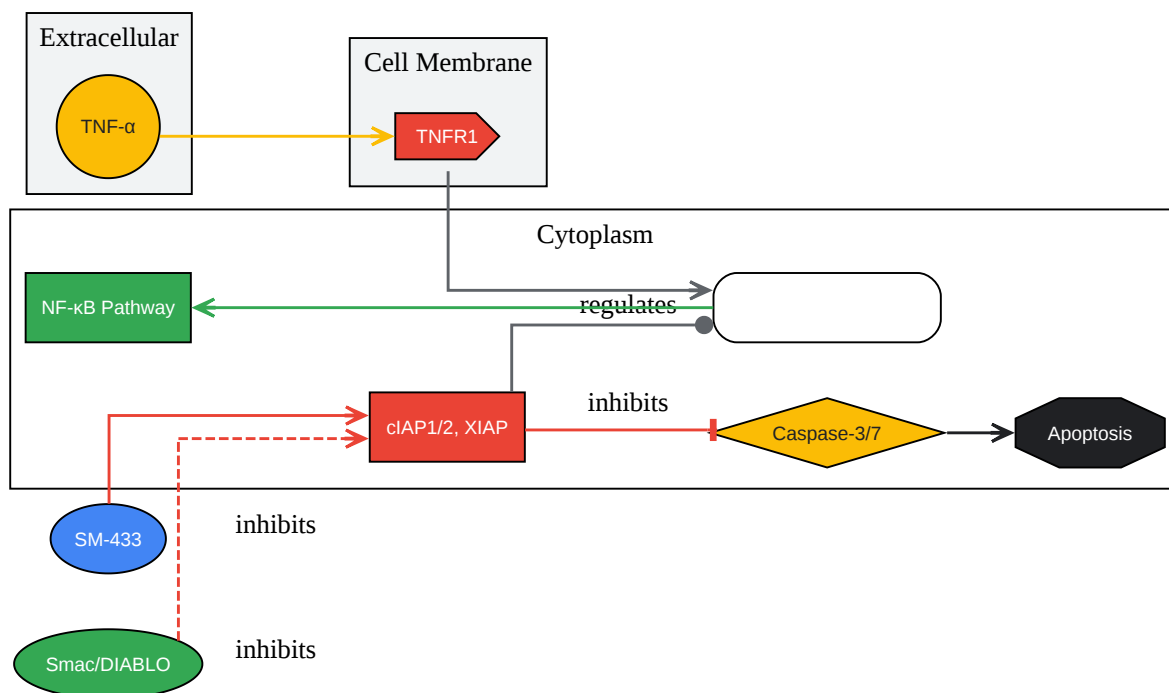 Extracellular
TNF-α
Cell Membrane
TNFR1
Cytoplasm
NF-κB Pathway
regulates
cIAP1/2, XIAP
inhibits
Caspase-3/7
Apoptosis
SM-433
inhibits
Smac/DIABLO
inhibits